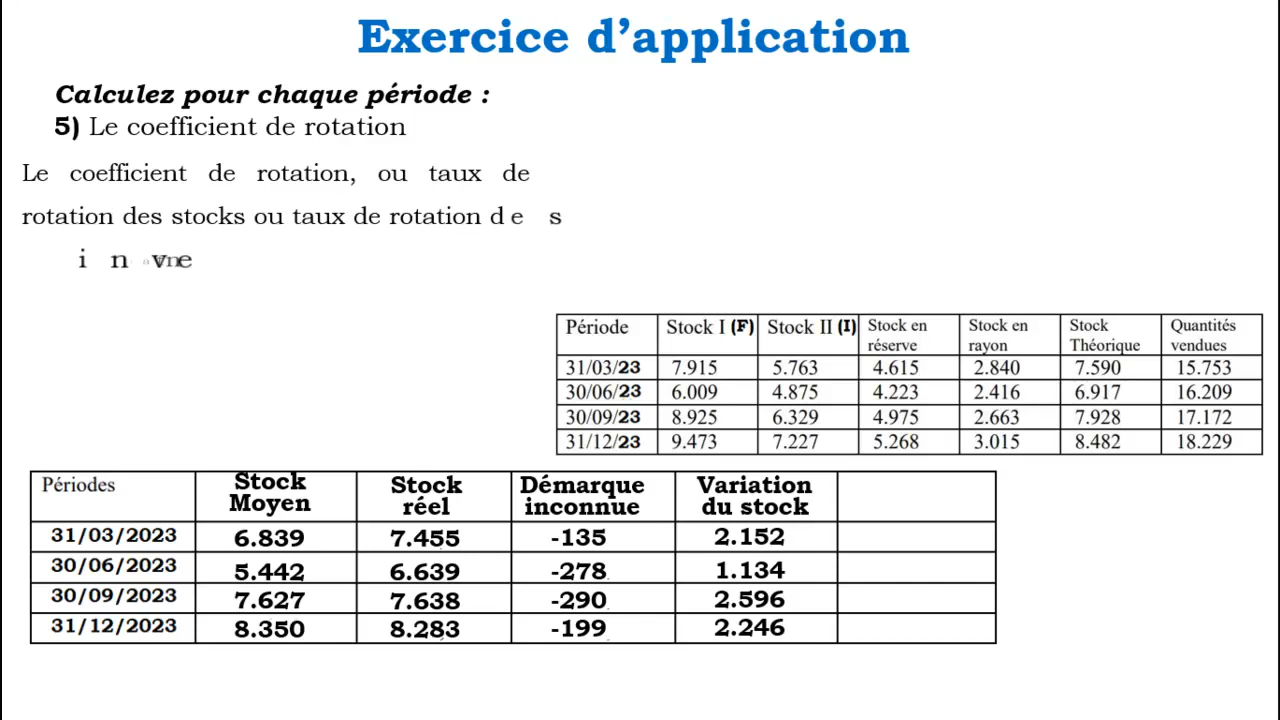 Exercice d'application
Calculez pour chaque période :
5) Le coefficient de rotation
Le coefficient de rotation, ou taux de
rotation des stocks ou taux de rotation d e s
i n
Période Stock I (F) Stock II (I) Stock en réserve Stock en rayon Stock Théorique Quantités vendues
31/03/23 7.915 5.763 4.615 2.840 7.590 15.753
30/06/23 6.009 4.875 4.223 2.416 6.917 16.209
30/09/23 8.925 6.329 4.975 2.663 7.928 17.172
31/12/23 9.473 7.227 5.268 3.015 8.482 18.229
Périodes Stock Moyen Stock réel Démarque inconnue Variation du stock
31/03/2023 6.839 7.455 -135 2.152
30/06/2023 5.442 6.639 -278 1.134
30/09/2023 7.627 7.638 -290 2.596
31/12/2023 8.350 8.283 -199 2.246